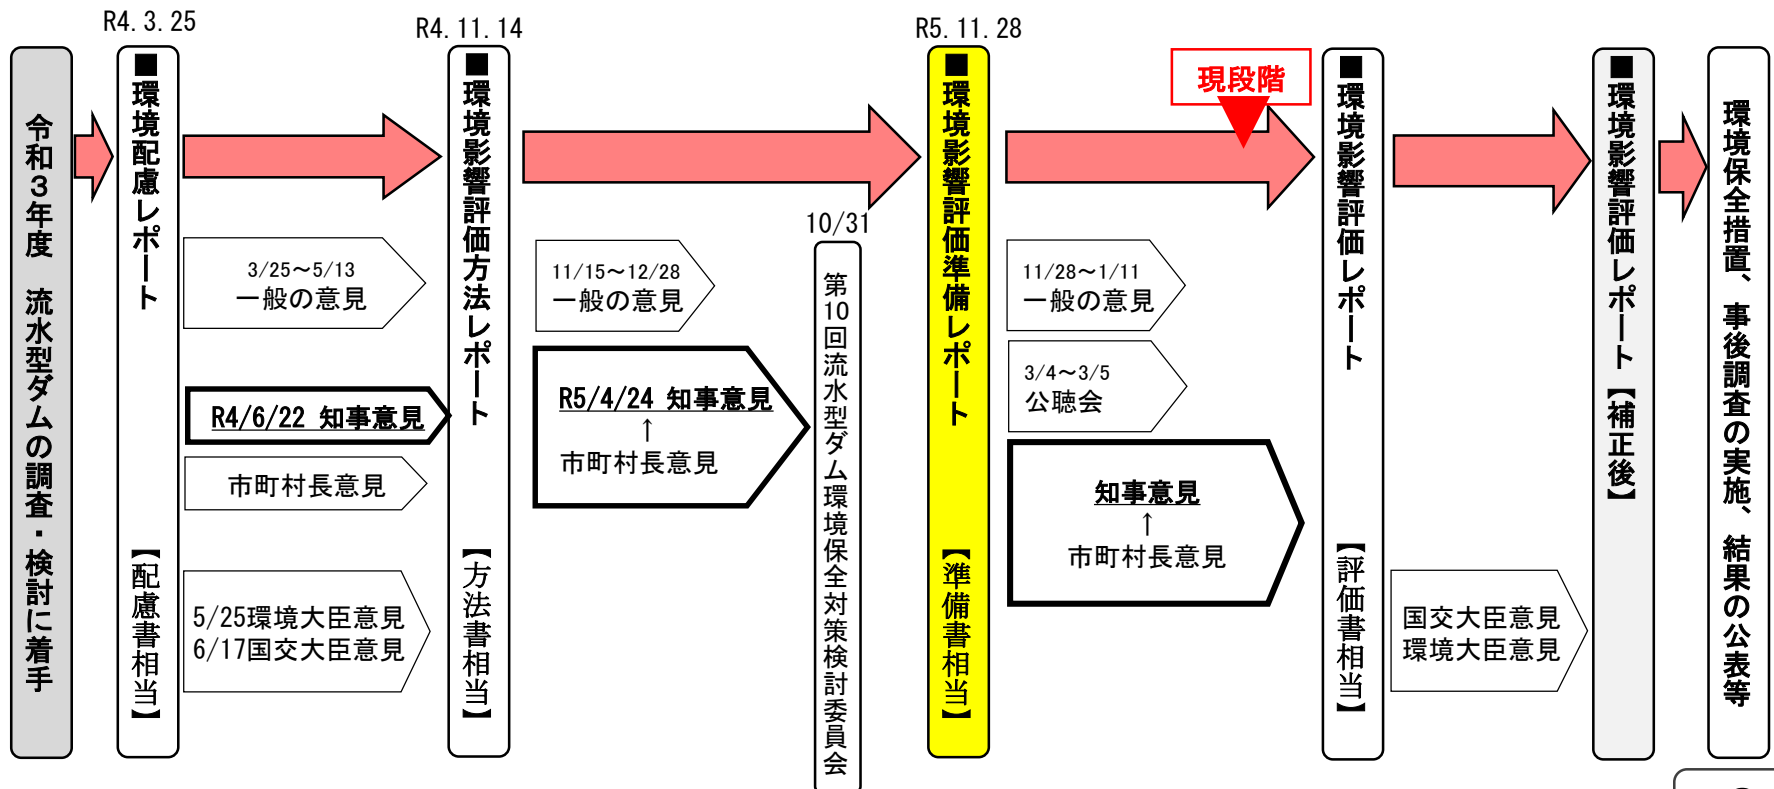 R4.3.25
R4.11.14
R5.11.28
現段階
令和３年度　流水型ダムの調査・検討に着手
■環境配慮レポート
【配慮書相当】
3/25～5/13
一般の意見
R4/6/22 知事意見
市町村長意見
5/25環境大臣意見
6/17国交大臣意見
■環境影響評価方法レポート
【方法書相当】
11/15～12/28
一般の意見
R5/4/24 知事意見
↑
市町村長意見
10/31
第10回流水型ダム環境保全対策検討委員会
■環境影響評価準備レポート
【準備書相当】
11/28～1/11
一般の意見
3/4～3/5
公聴会
知事意見
↑
市町村長意見
■環境影響評価レポート
【評価書相当】
国交大臣意見
環境大臣意見
■環境影響評価レポート【補正後】
環境保全措置、事後調査の実施、結果の公表等